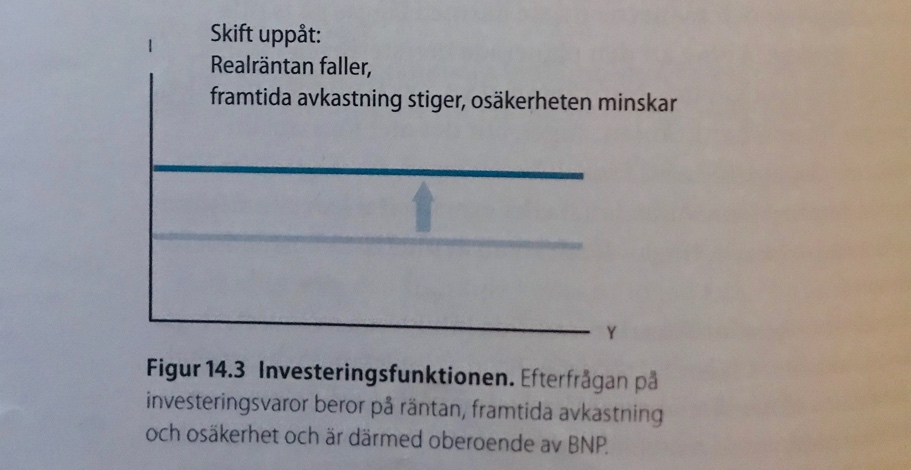 I
Skift uppåt:
Realräntan faller,
framtida avkastning stiger, osäkerheten minskar
Y
Figur 14.3 Investeringsfunktionen. Efterfrågan på
investeringsvaror beror på räntan, framtida avkastning
och osäkerhet och är därmed oberoende av BNP.